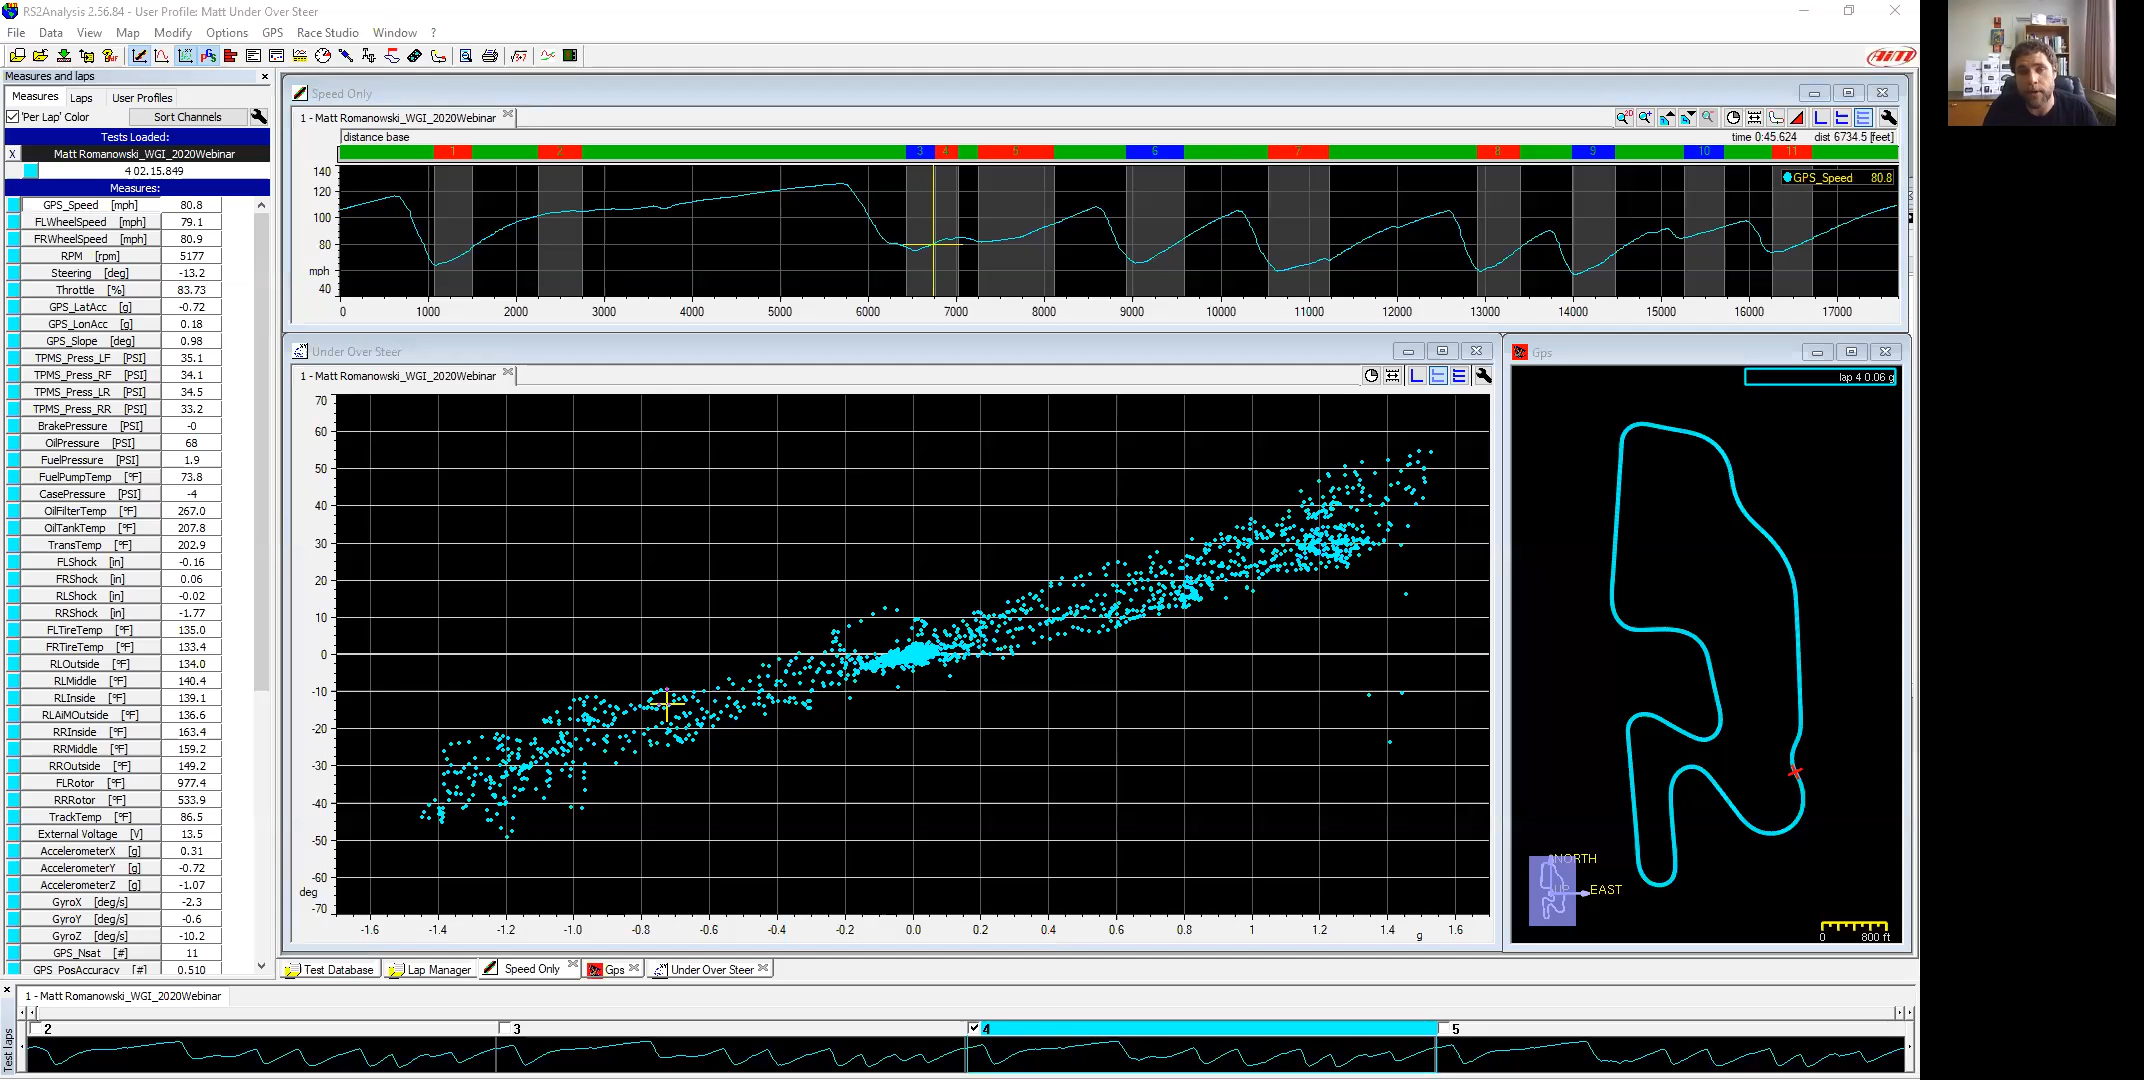 RS2Analysis 2.56.84 - User Profile: Matt Under Over Steer
File Data View Map Modify Options GPS Race Studio Window ?
AiM
Measures and laps
Measures Laps User Profiles
'Per Lap' Color Sort Channels
Tests Loaded:
X Matt Romanowski_WGI_2020Webinar
4 02.15.849
Measures:
GPS_Speed [mph] 80.8
FLWheelSpeed [mph] 79.1
FRWheelSpeed [mph] 80.9
RPM [rpm] 5177
Steering [deg] -13.2
Throttle [%] 83.73
GPS_LatAcc [g] -0.72
GPS_LonAcc [g] 0.18
GPS_Slope [deg] 0.98
TPMS_Press_LF [PSI] 35.1
TPMS_Press_RF [PSI] 34.1
TPMS_Press_LR [PSI] 34.5
TPMS_Press_RR [PSI] 33.2
BrakePressure [PSI] -0
OilPressure [PSI] 68
FuelPressure [PSI] 1.9
FuelPumpTemp [°F] 73.8
CasePressure [PSI] -4
OilFilterTemp [°F] 267.0
OilTankTemp [°F] 207.8
TransTemp [°F] 202.9
FLShock [in] -0.16
FRShock [in] 0.06
RLShock [in] -0.02
RRShock [in] -1.77
FLTireTemp [°F] 135.0
FRTireTemp [°F] 133.4
RLOutside [°F] 134.0
RLMiddle [°F] 140.4
RLInside [°F] 139.1
RLAiMOutside [°F] 136.6
RRInside [°F] 163.4
RRMiddle [°F] 159.2
RROutside [°F] 149.2
FLRotor [°F] 977.4
RRRotor [°F] 533.9
TrackTemp [°F] 86.5
External Voltage [V] 13.5
AccelerometerX [g] 0.31
AccelerometerY [g] -0.72
AccelerometerZ [g] -1.07
GyroX [deg/s] -2.3
GyroY [deg/s] -0.6
GyroZ [deg/s] -10.2
GPS_Nsat [#] 11
GPS_PosAccuracy [#] 0.510
Speed Only
1 - Matt Romanowski_WGI_2020Webinar
distance base time 0:45.624 dist 6734.5 [feet]
1 2 3 4 5 6 7 8 9 10 11
GPS_Speed 80.8
140
120
100
80
mph
40
0 1000 2000 3000 4000 5000 6000 7000 8000 9000 10000 11000 12000 13000 14000 15000 16000 17000
Under Over Steer
1 - Matt Romanowski_WGI_2020Webinar
70
60
50
40
30
20
10
0
-10
-20
-30
-40
-50
-60
deg
-70
-1.6 -1.4 -1.2 -1.0 -0.8 -0.6 -0.4 -0.2 0.0 0.2 0.4 0.6 0.8 1 1.2 1.4 g 1.6
Gps
lap 4 0.06 g
NORTH
UP
EAST
0 800 ft
Test Database Lap Manager Speed Only Gps Under Over Steer
1 - Matt Romanowski_WGI_2020Webinar
2 3 4 5
Test laps